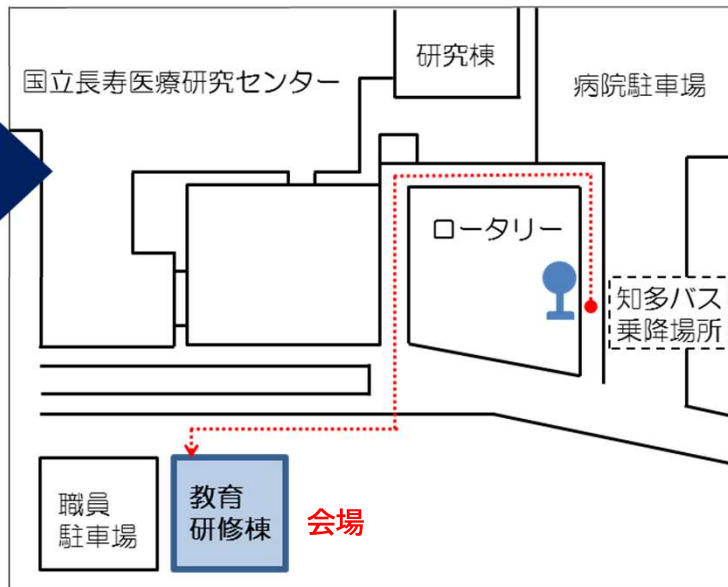 研究棟
国立長寿医療研究センター
病院駐車場
ロータリー
知多バス
乗降場所
職員
駐車場
教育
研修棟
会場